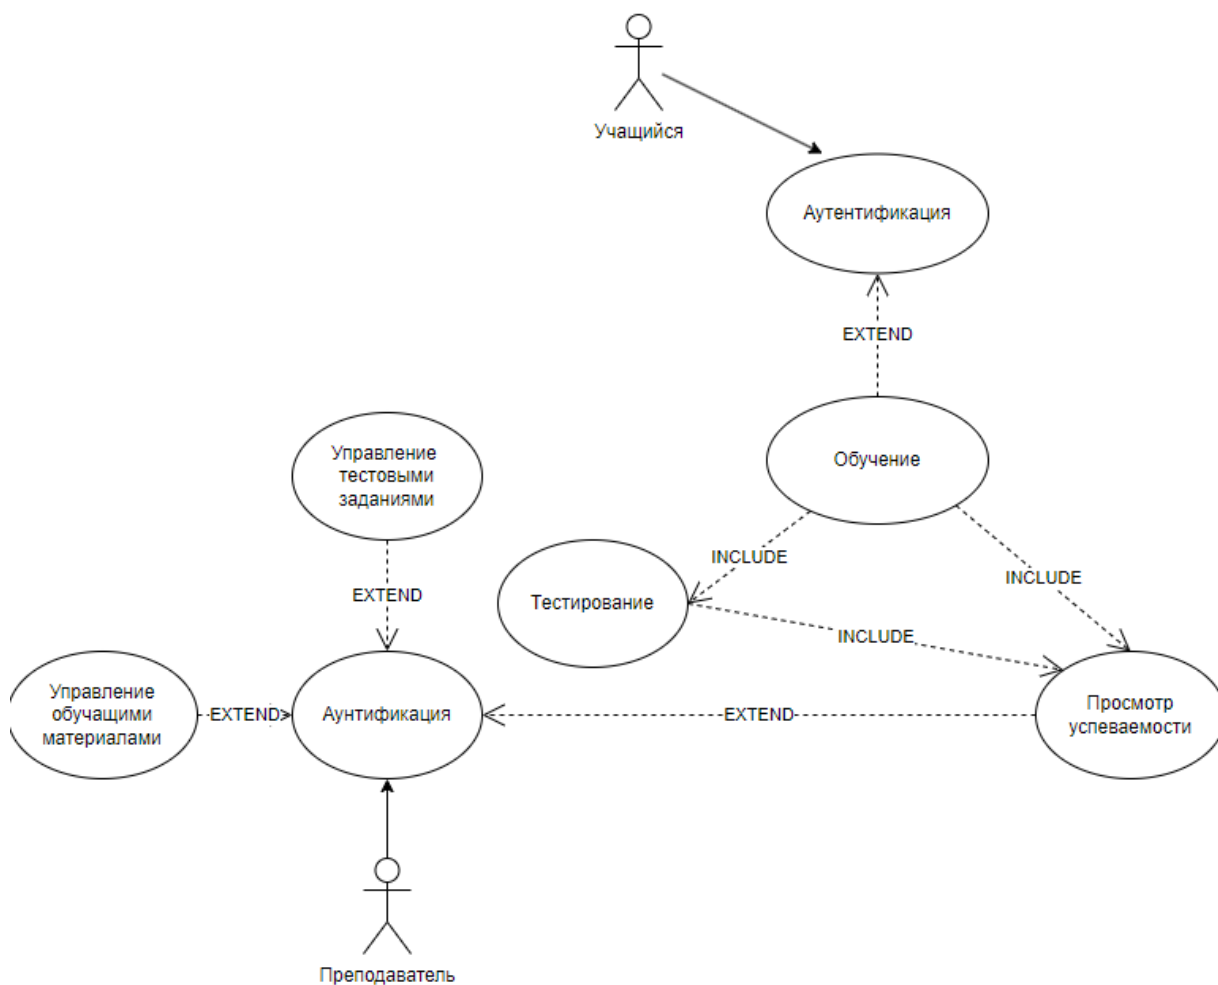 Учащийся
Аутентификация
EXTEND
Обучение
Управление
тестовыми
заданиями
INCLUDE
INCLUDE
EXTEND
Тестирование
INCLUDE
Управление
обучащими
материалами
EXTEND
Аунтификация
EXTEND
Просмотр
успеваемости
Преподаватель